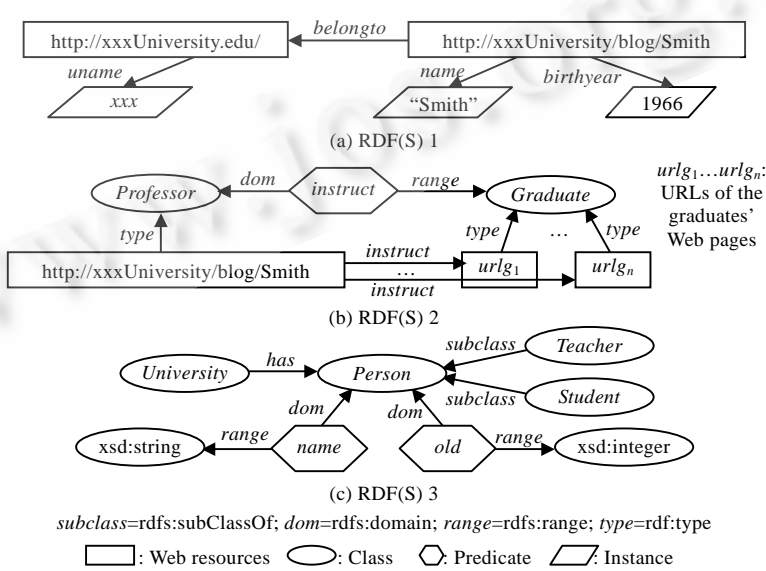 http://xxxUniversity.edu/ belongto http://xxxUniversity/blog/Smith
uname name birthyear
xxx "Smith" 1966
(a) RDF(S) 1
Professor dom instruct range Graduate
urlg1…urlgn:
URLs of the
graduates'
Web pages
type type … type
http://xxxUniversity/blog/Smith instruct … instruct urlg1 urlgn
(b) RDF(S) 2
University has Person subclass Teacher
subclass Student
dom dom
xsd:string range name old range xsd:integer
(c) RDF(S) 3
subclass=rdfs:subClassOf; dom=rdfs:domain; range=rdfs:range; type=rdf:type
: Web resources : Class : Predicate : Instance
www.jos.org.